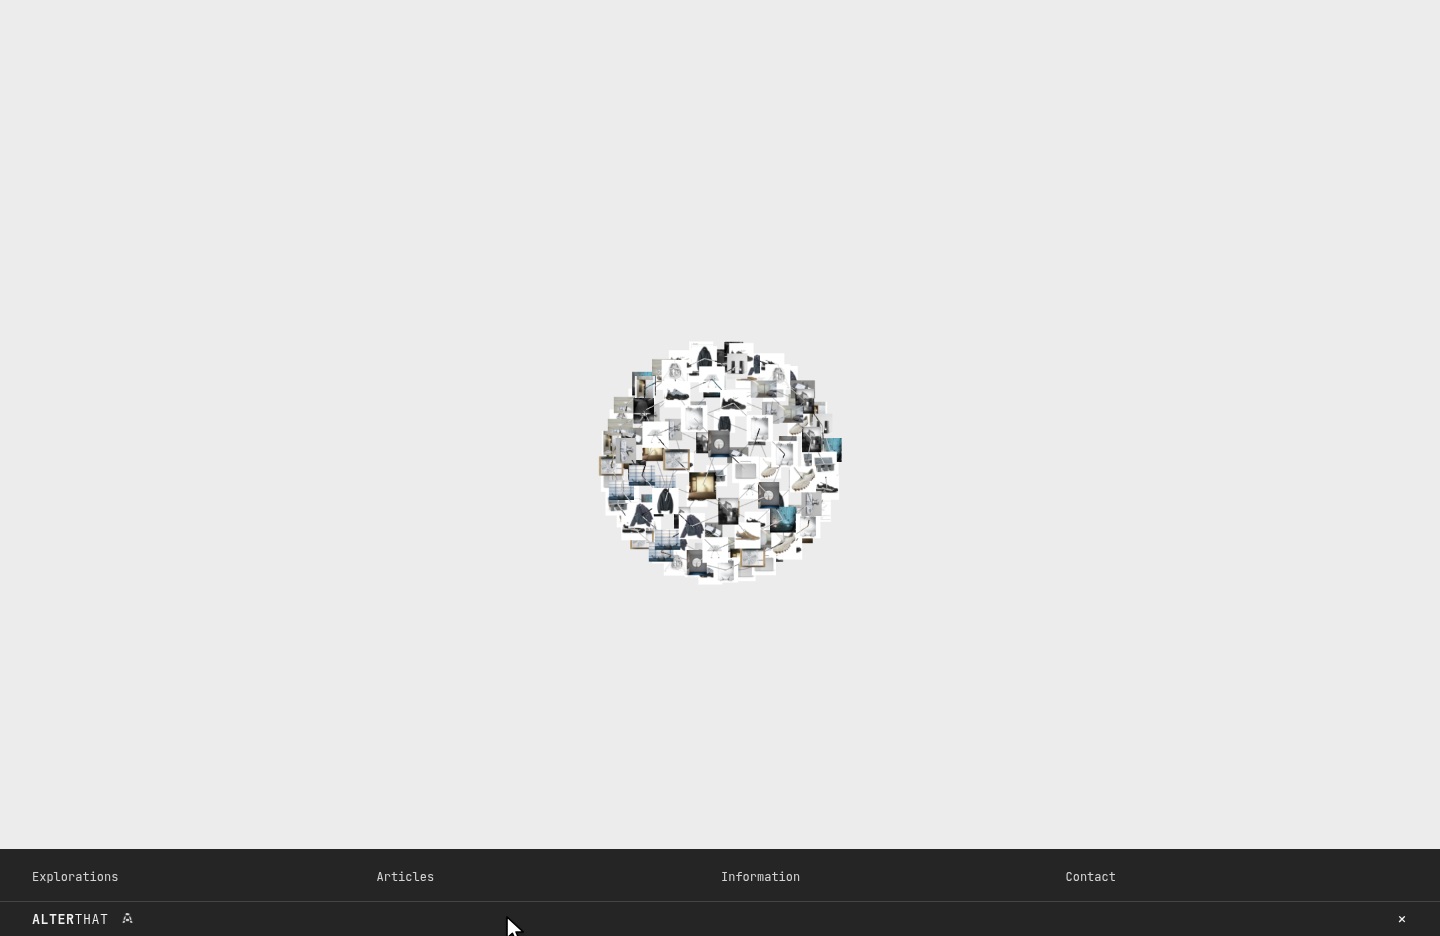 Explorations
Articles
Information
Contact
ALTERTHAT
×